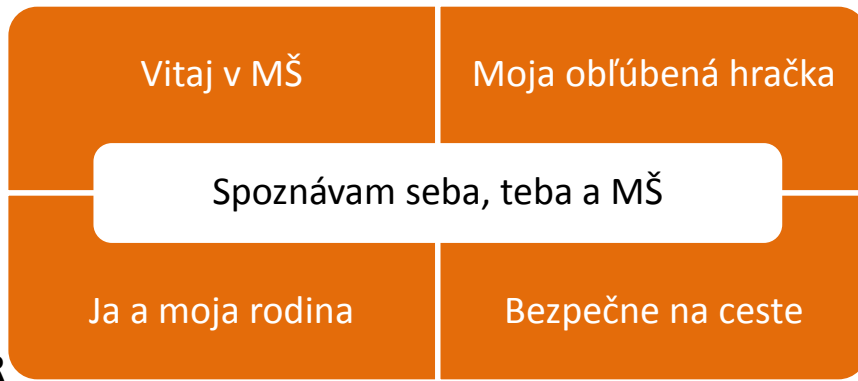 Vitaj v MŠ
Moja obľúbená hračka
Spoznávam seba, teba a MŠ
Ja a moja rodina
Bezpečne na ceste